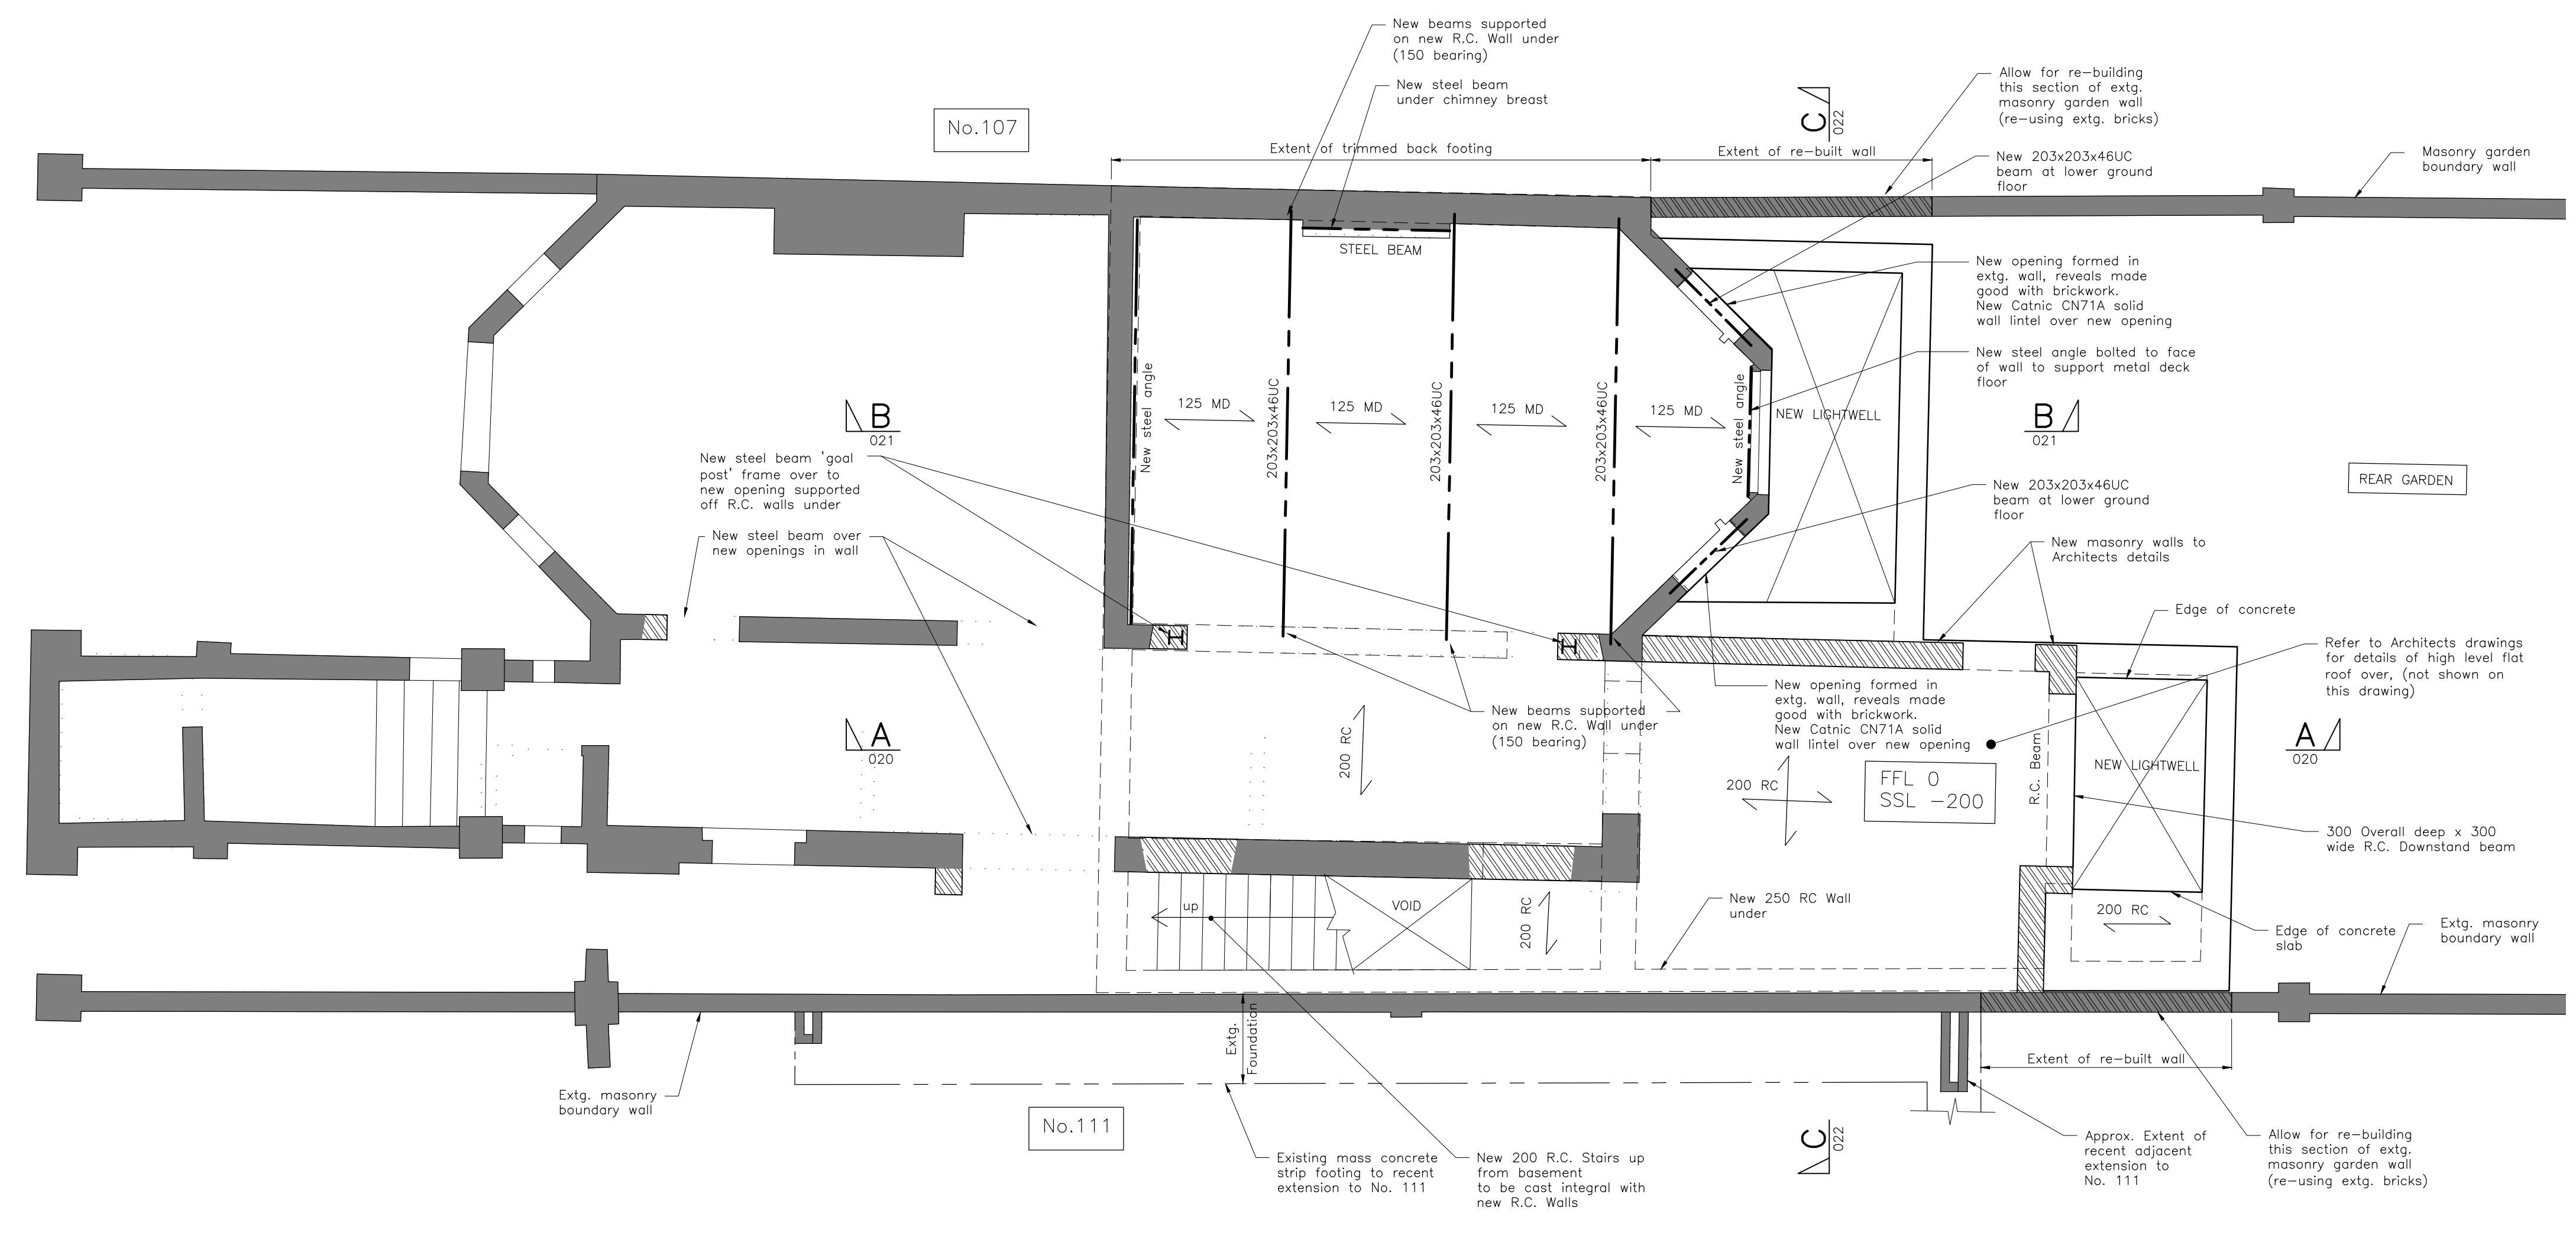 New beams supported
on new R.C. Wall under
(150 bearing)
New steel beam
under chimney breast
No.107
C
022
Allow for re-building
this section of extg.
masonry garden wall
(re-using extg. bricks)
Extent of trimmed back footing
Extent of re-built wall
New 203x203x46UC
beam at lower ground
floor
Masonry garden
boundary wall
STEEL BEAM
New opening formed in
extg. wall, reveals made
good with brickwork.
New Catnic CN71A solid
wall lintel over new opening
New steel angle bolted to face
of wall to support metal deck
floor
New steel angle
125 MD
203x203x46UC
125 MD
203x203x46UC
125 MD
203x203x46UC
125 MD
New steel angle
NEW LIGHTWELL
B
021
B
021
New steel beam 'goal
post' frame over to
new opening supported
off R.C. walls under
New steel beam over
new openings in wall
REAR GARDEN
New 203x203x46UC
beam at lower ground
floor
New masonry walls to
Architects details
Edge of concrete
Refer to Architects drawings
for details of high level flat
roof over, (not shown on
this drawing)
New opening formed in
extg. wall, reveals made
good with brickwork.
New Catnic CN71A solid
wall lintel over new opening
New beams supported
on new R.C. Wall under
(150 bearing)
A
020
200 RC
200 RC
FFL 0
SSL -200
R.C. Beam
NEW LIGHTWELL
A
020
300 Overall deep x 300
wide R.C. Downstand beam
up
VOID
200 RC
New 250 RC Wall
under
200 RC
Edge of concrete
slab
Extg. masonry
boundary wall
Extg.
Foundation
Extent of re-built wall
Extg. masonry
boundary wall
No.111
C
022
Existing mass concrete
strip footing to recent
extension to No. 111
New 200 R.C. Stairs up
from basement
to be cast integral with
new R.C. Walls
Approx. Extent of
recent adjacent
extension to
No. 111
Allow for re-building
this section of extg.
masonry garden wall
(re-using extg. bricks)